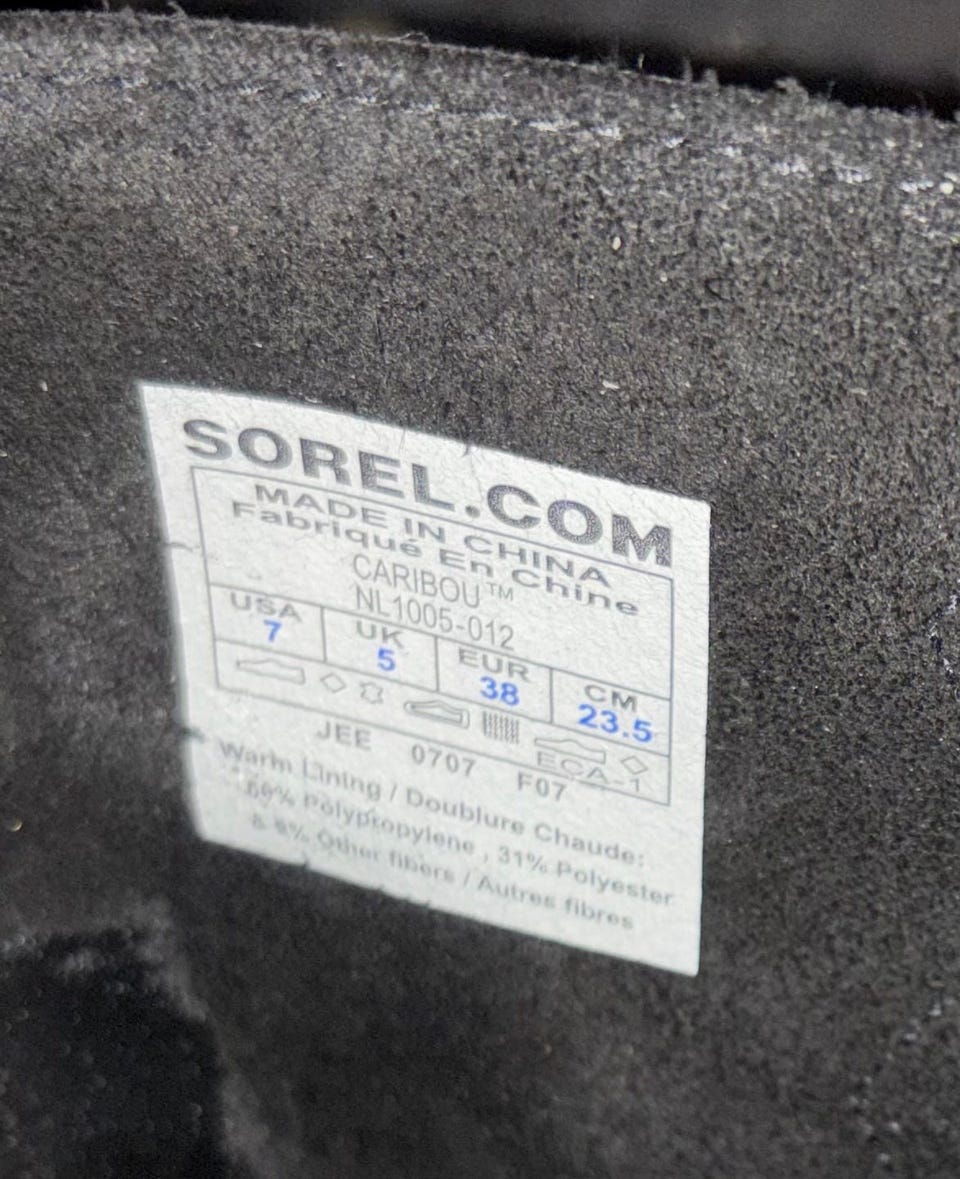 SOREL.COM
MADE IN CHINA
Fabriqué En Chine
CARIBOU™
NL1005-012
USA UK EUR CM
7 5 38 23.5
JEE 0707 F07 ECA-1
Warm Lining / Doublure Chaude:
Polypropylene , 31% Polyester
Other fibers / Autres fibres